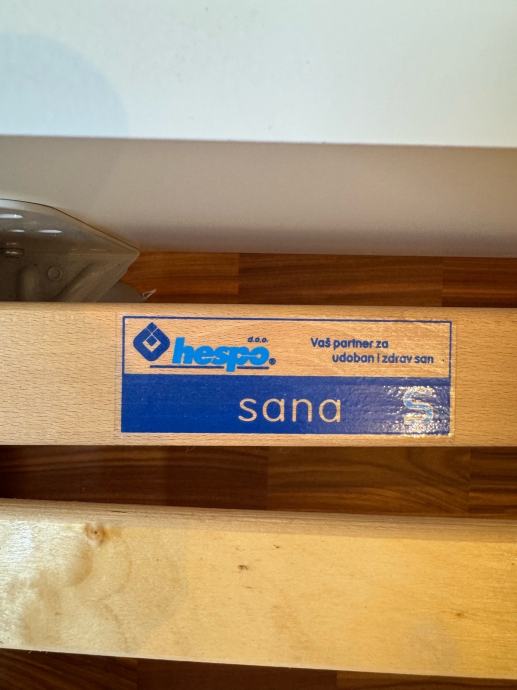 d.o.o.
hespo®
Vaš partner za
udoban i zdrav san
sana S